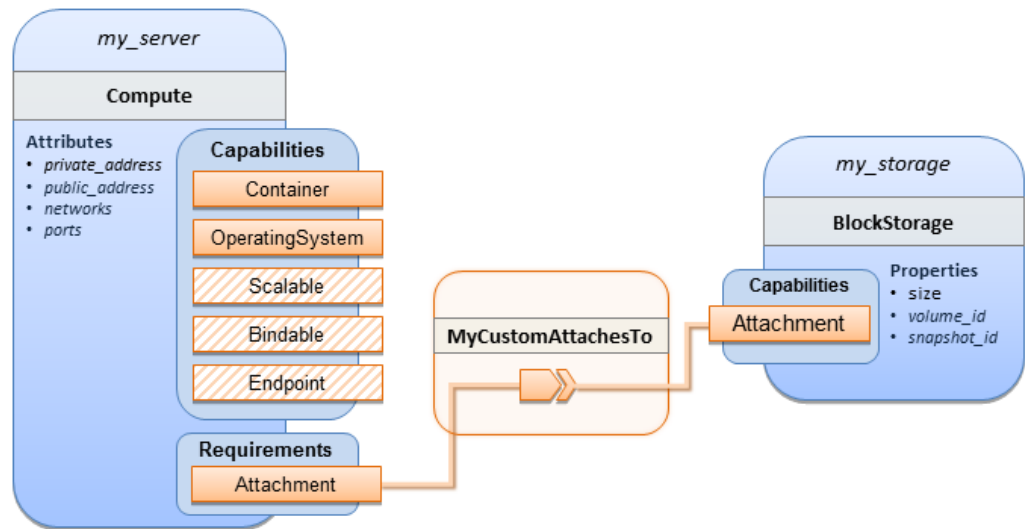 my_server
Compute
Attributes
• private_address
• public_address
• networks
• ports
Capabilities
Container
OperatingSystem
Scalable
Bindable
Endpoint
Requirements
Attachment
MyCustomAttachesTo
my_storage
BlockStorage
Capabilities
Attachment
Properties
• size
• volume_id
• snapshot_id